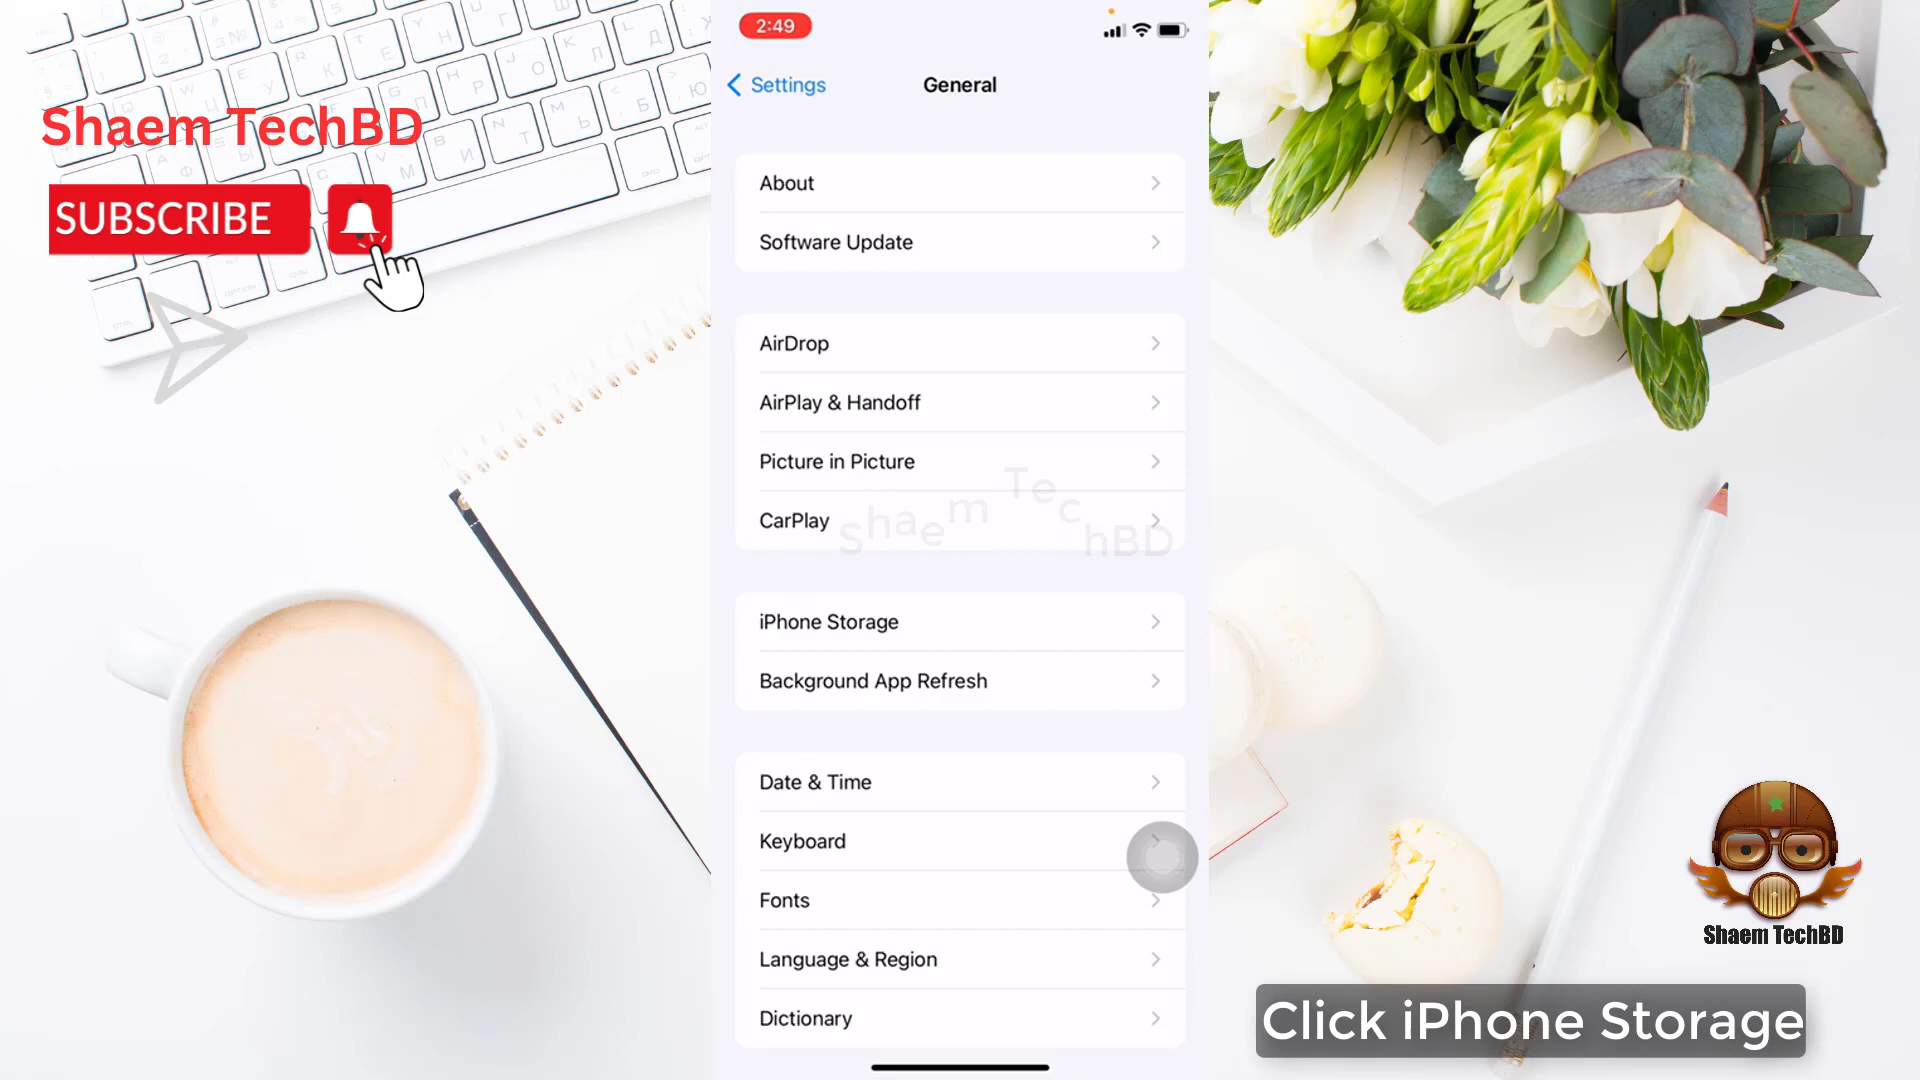 Shaem TechBD
SUBSCRIBE
2:49
Settings
General
About
Software Update
AirDrop
AirPlay & Handoff
Picture in Picture
CarPlay
Shaem TechBD
iPhone Storage
Background App Refresh
Date & Time
Keyboard
Fonts
Language & Region
Dictionary
Shaem TechBD
Click iPhone Storage